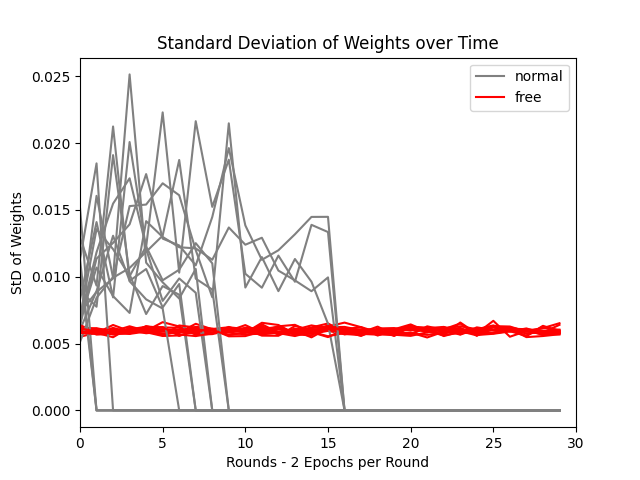 Standard Deviation of Weights over Time
StD of Weights
0.025
0.020
0.015
0.010
0.005
0.000
normal
free
0 5 10 15 20 25 30
Rounds - 2 Epochs per Round